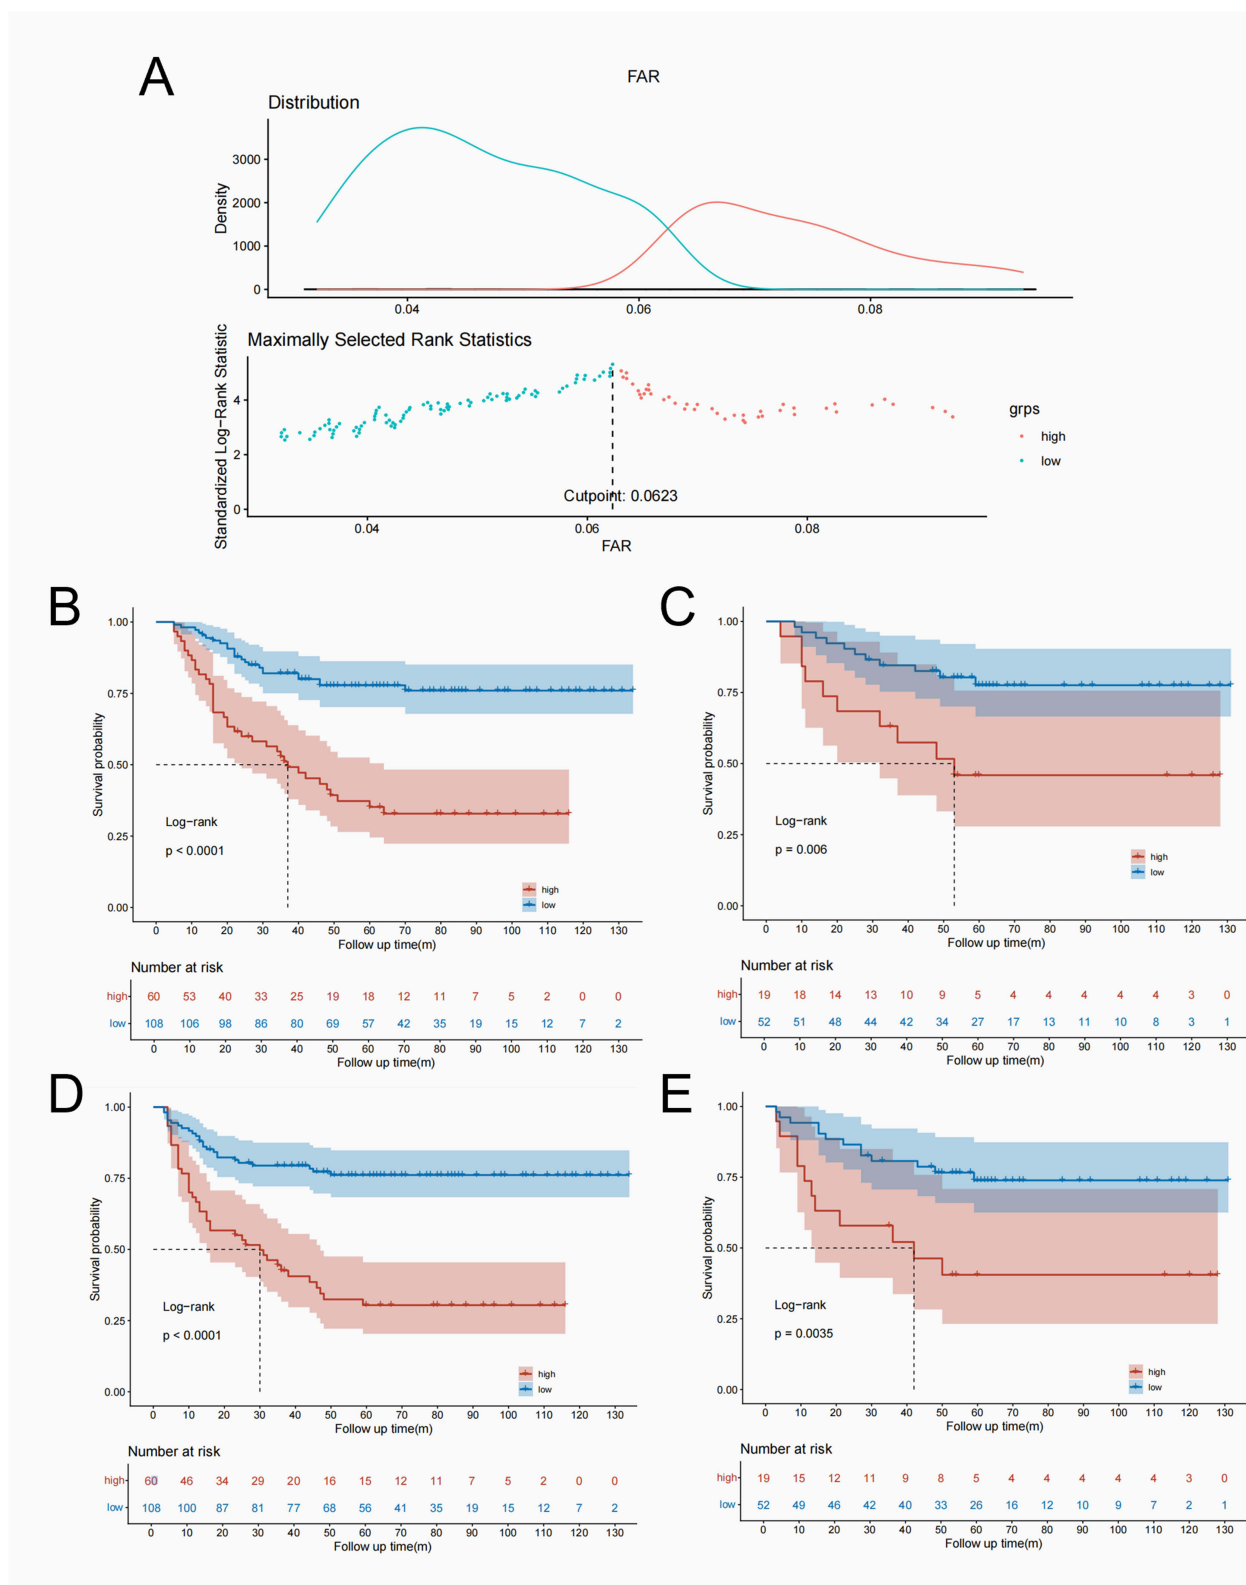 A
FAR
Distribution
Density
3000
2000
1000
0
0.04 0.06 0.08
Maximally Selected Rank Statistics
Standardized Log-Rank Statistic
4
2
0
Cutpoint: 0.0623
0.04 0.06 0.08
FAR
grps
high
low
B
Survival probability
1.00
0.75
0.50
0.25
0.00
Log-rank
p < 0.0001
high
low
0 10 20 30 40 50 60 70 80 90 100 110 120 130
Follow up time(m)
Number at risk
high 60 53 40 33 25 19 18 12 11 7 5 2 0 0
low 108 106 98 86 80 69 57 42 35 19 15 12 7 2
0 10 20 30 40 50 60 70 80 90 100 110 120 130
Follow up time(m)
C
Survival probability
1.00
0.75
0.50
0.25
0.00
Log-rank
p = 0.006
high
low
0 10 20 30 40 50 60 70 80 90 100 110 120 130
Follow up time(m)
Number at risk
high 19 18 14 13 10 9 5 4 4 4 4 4 3 0
low 52 51 48 44 42 34 27 17 13 11 10 8 3 1
0 10 20 30 40 50 60 70 80 90 100 110 120 130
Follow up time(m)
D
Survival probability
1.00
0.75
0.50
0.25
0.00
Log-rank
p < 0.0001
high
low
0 10 20 30 40 50 60 70 80 90 100 110 120 130
Follow up time(m)
Number at risk
high 60 46 34 29 20 16 15 12 11 7 5 2 0 0
low 108 100 87 81 77 68 56 41 35 19 15 12 7 2
0 10 20 30 40 50 60 70 80 90 100 110 120 130
Follow up time(m)
E
Survival probability
1.00
0.75
0.50
0.25
0.00
Log-rank
p = 0.0035
high
low
0 10 20 30 40 50 60 70 80 90 100 110 120 130
Follow up time(m)
Number at risk
high 19 15 12 11 9 8 5 4 4 4 4 4 3 0
low 52 49 46 42 40 33 26 16 12 10 9 7 2 1
0 10 20 30 40 50 60 70 80 90 100 110 120 130
Follow up time(m)